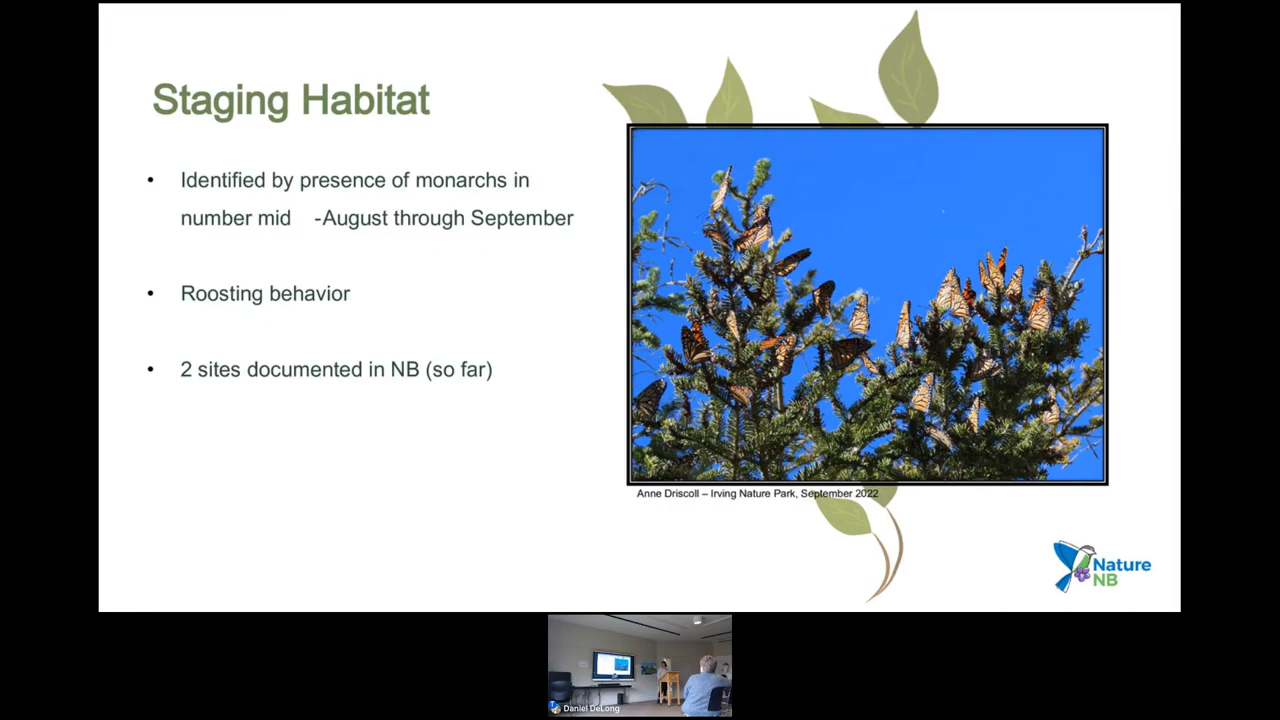 Staging Habitat
• Identified by presence of monarchs in
number mid -August through September
• Roosting behavior
• 2 sites documented in NB (so far)
Anne Driscoll – Irving Nature Park, September 2022
Nature
NB
Daniel DeLong